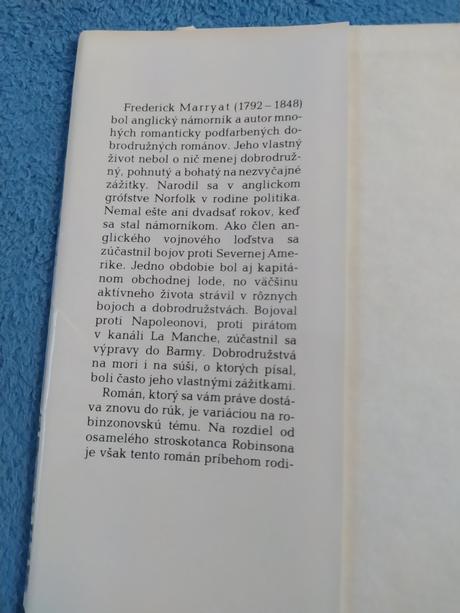 Frederick Marryat (1792 – 1848)
bol anglický námorník a autor mno-
hých romanticky podfarbených do-
brodružných románov. Jeho vlastný
život nebol o nič menej dobrodruž-
ný, pohnutý a bohatý na nezvyčajné
zážitky. Narodil sa v anglickom
grófstve Norfolk v rodine politika.
Nemal ešte ani dvadsať rokov, keď
sa stal námorníkom. Ako člen an-
glického vojnového loďstva sa
zúčastnil bojov proti Severnej Ame-
rike. Jedno obdobie bol aj kapitá-
nom obchodnej lode, no väčšinu
aktívneho života strávil v rôznych
bojoch a dobrodružstvách. Bojoval
proti Napoleonovi, proti pirátom
v kanáli La Manche, zúčastnil sa
výpravy do Barmy. Dobrodružstvá
na mori i na súši, o ktorých písal,
boli často jeho vlastnými zážitkami.
Román, ktorý sa vám práve dostá-
va znovu do rúk, je variáciou na ro-
binzonovskú tému. Na rozdiel od
osamelého stroskotanca Robinsona
je však tento román príbehom rodi-